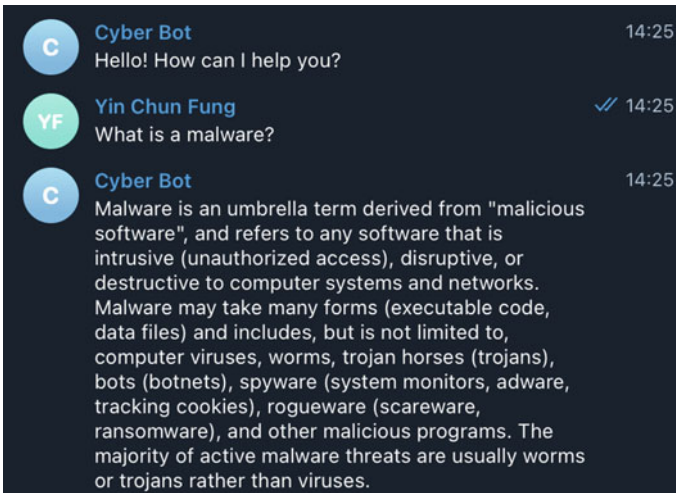 C
Cyber Bot 14:25
Hello! How can I help you?
YF
Yin Chun Fung 14:25
What is a malware?
C
Cyber Bot 14:25
Malware is an umbrella term derived from "malicious
software", and refers to any software that is
intrusive (unauthorized access), disruptive, or
destructive to computer systems and networks.
Malware may take many forms (executable code,
data files) and includes, but is not limited to,
computer viruses, worms, trojan horses (trojans),
bots (botnets), spyware (system monitors, adware,
tracking cookies), rogueware (scareware,
ransomware), and other malicious programs. The
majority of active malware threats are usually worms
or trojans rather than viruses.